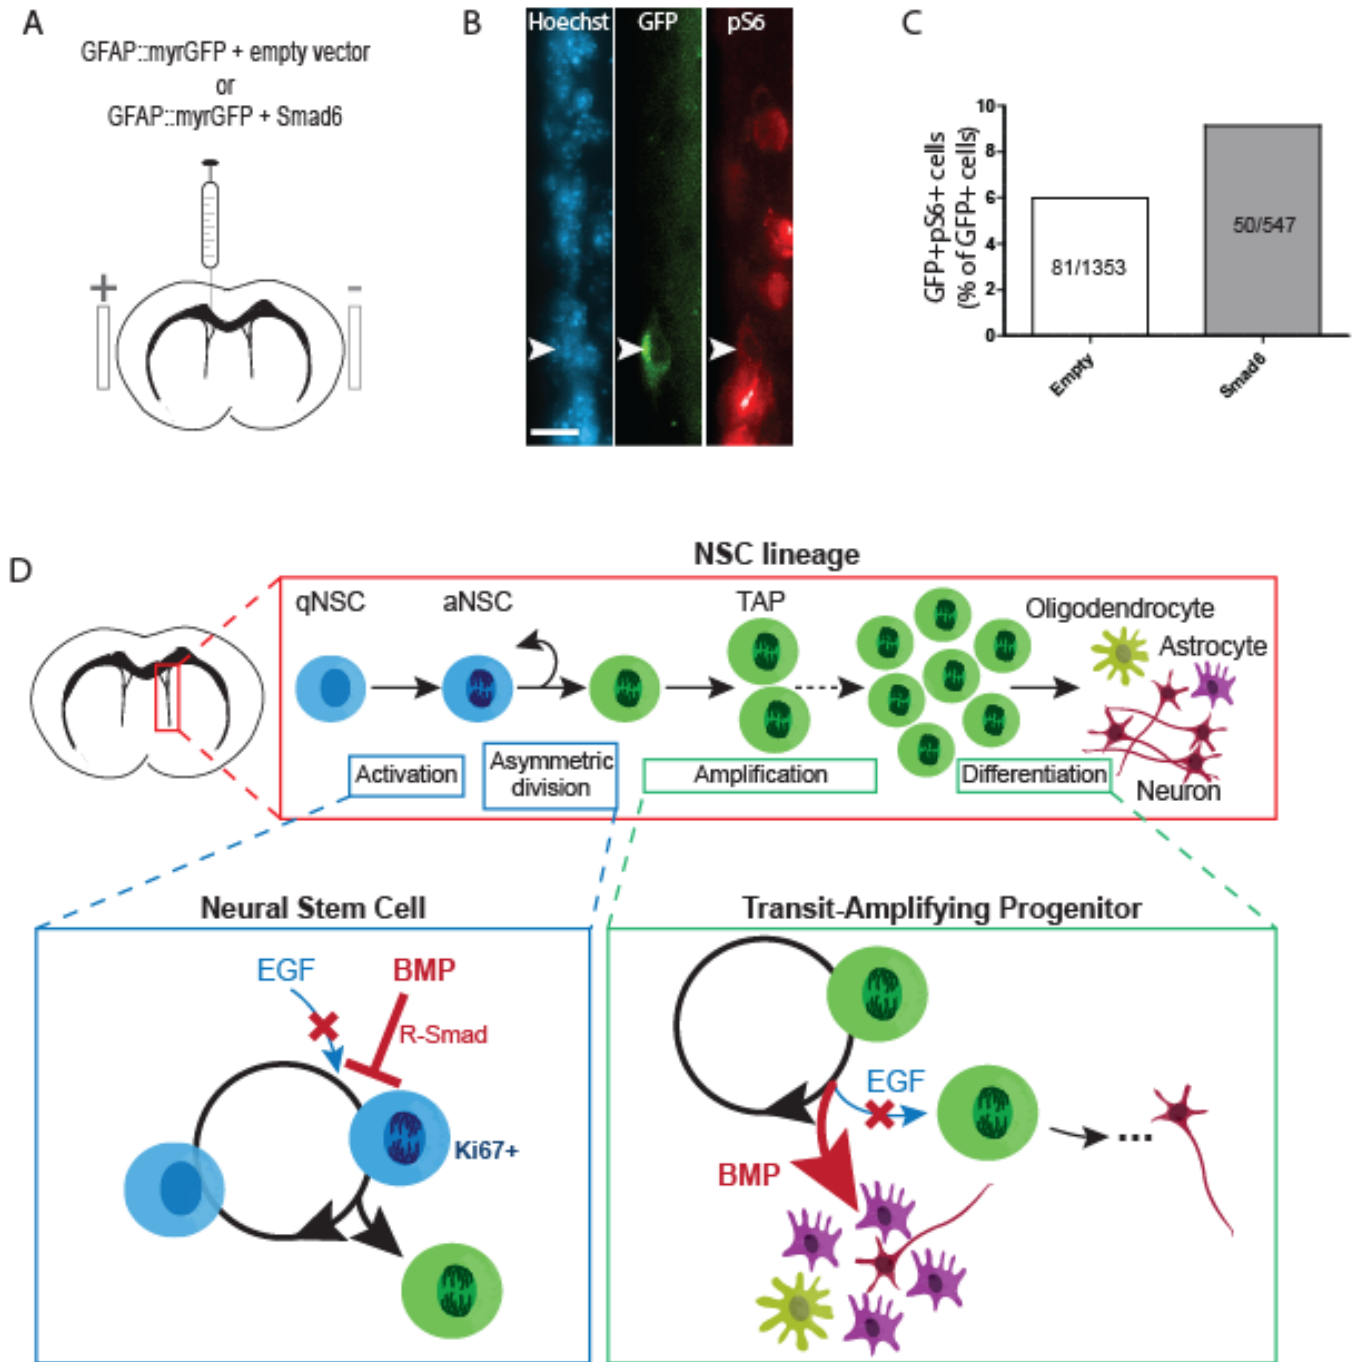 A
GFAP::myrGFP + empty vector
or
GFAP::myrGFP + Smad6
+
-
B
Hoechst
GFP
pS6
C
GFP+pS6+ cells
(% of GFP+ cells)
10
8
6
4
2
0
81/1353
50/547
Empty
Smad6
D
NSC lineage
qNSC
aNSC
TAP
Oligodendrocyte
Astrocyte
Neuron
Activation
Asymmetric
division
Amplification
Differentiation
Neural Stem Cell
EGF
BMP
R-Smad
Ki67+
Transit-Amplifying Progenitor
EGF
BMP
...